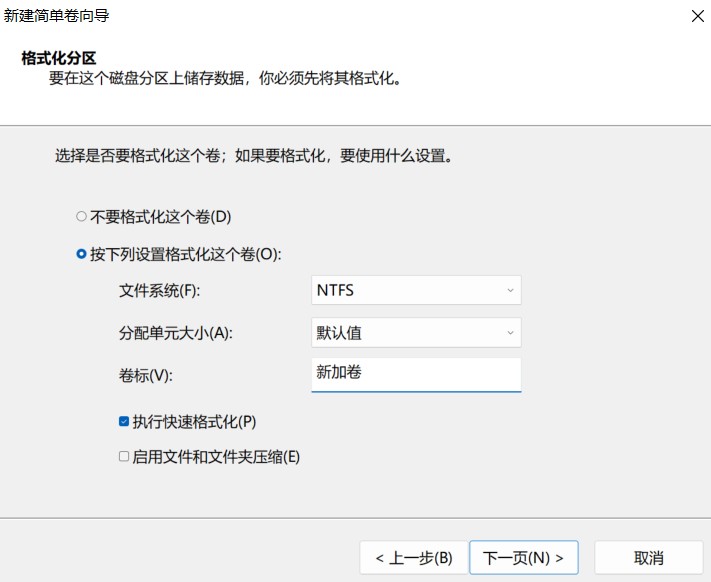 新建简单卷向导
格式化分区
要在这个磁盘分区上储存数据，你必须先将其格式化。
选择是否要格式化这个卷；如果要格式化，要使用什么设置。
不要格式化这个卷(D)
按下列设置格式化这个卷(O):
文件系统(F): NTFS
分配单元大小(A): 默认值
卷标(V): 新加卷
执行快速格式化(P)
启用文件和文件夹压缩(E)
< 上一步(B) 下一页(N) > 取消